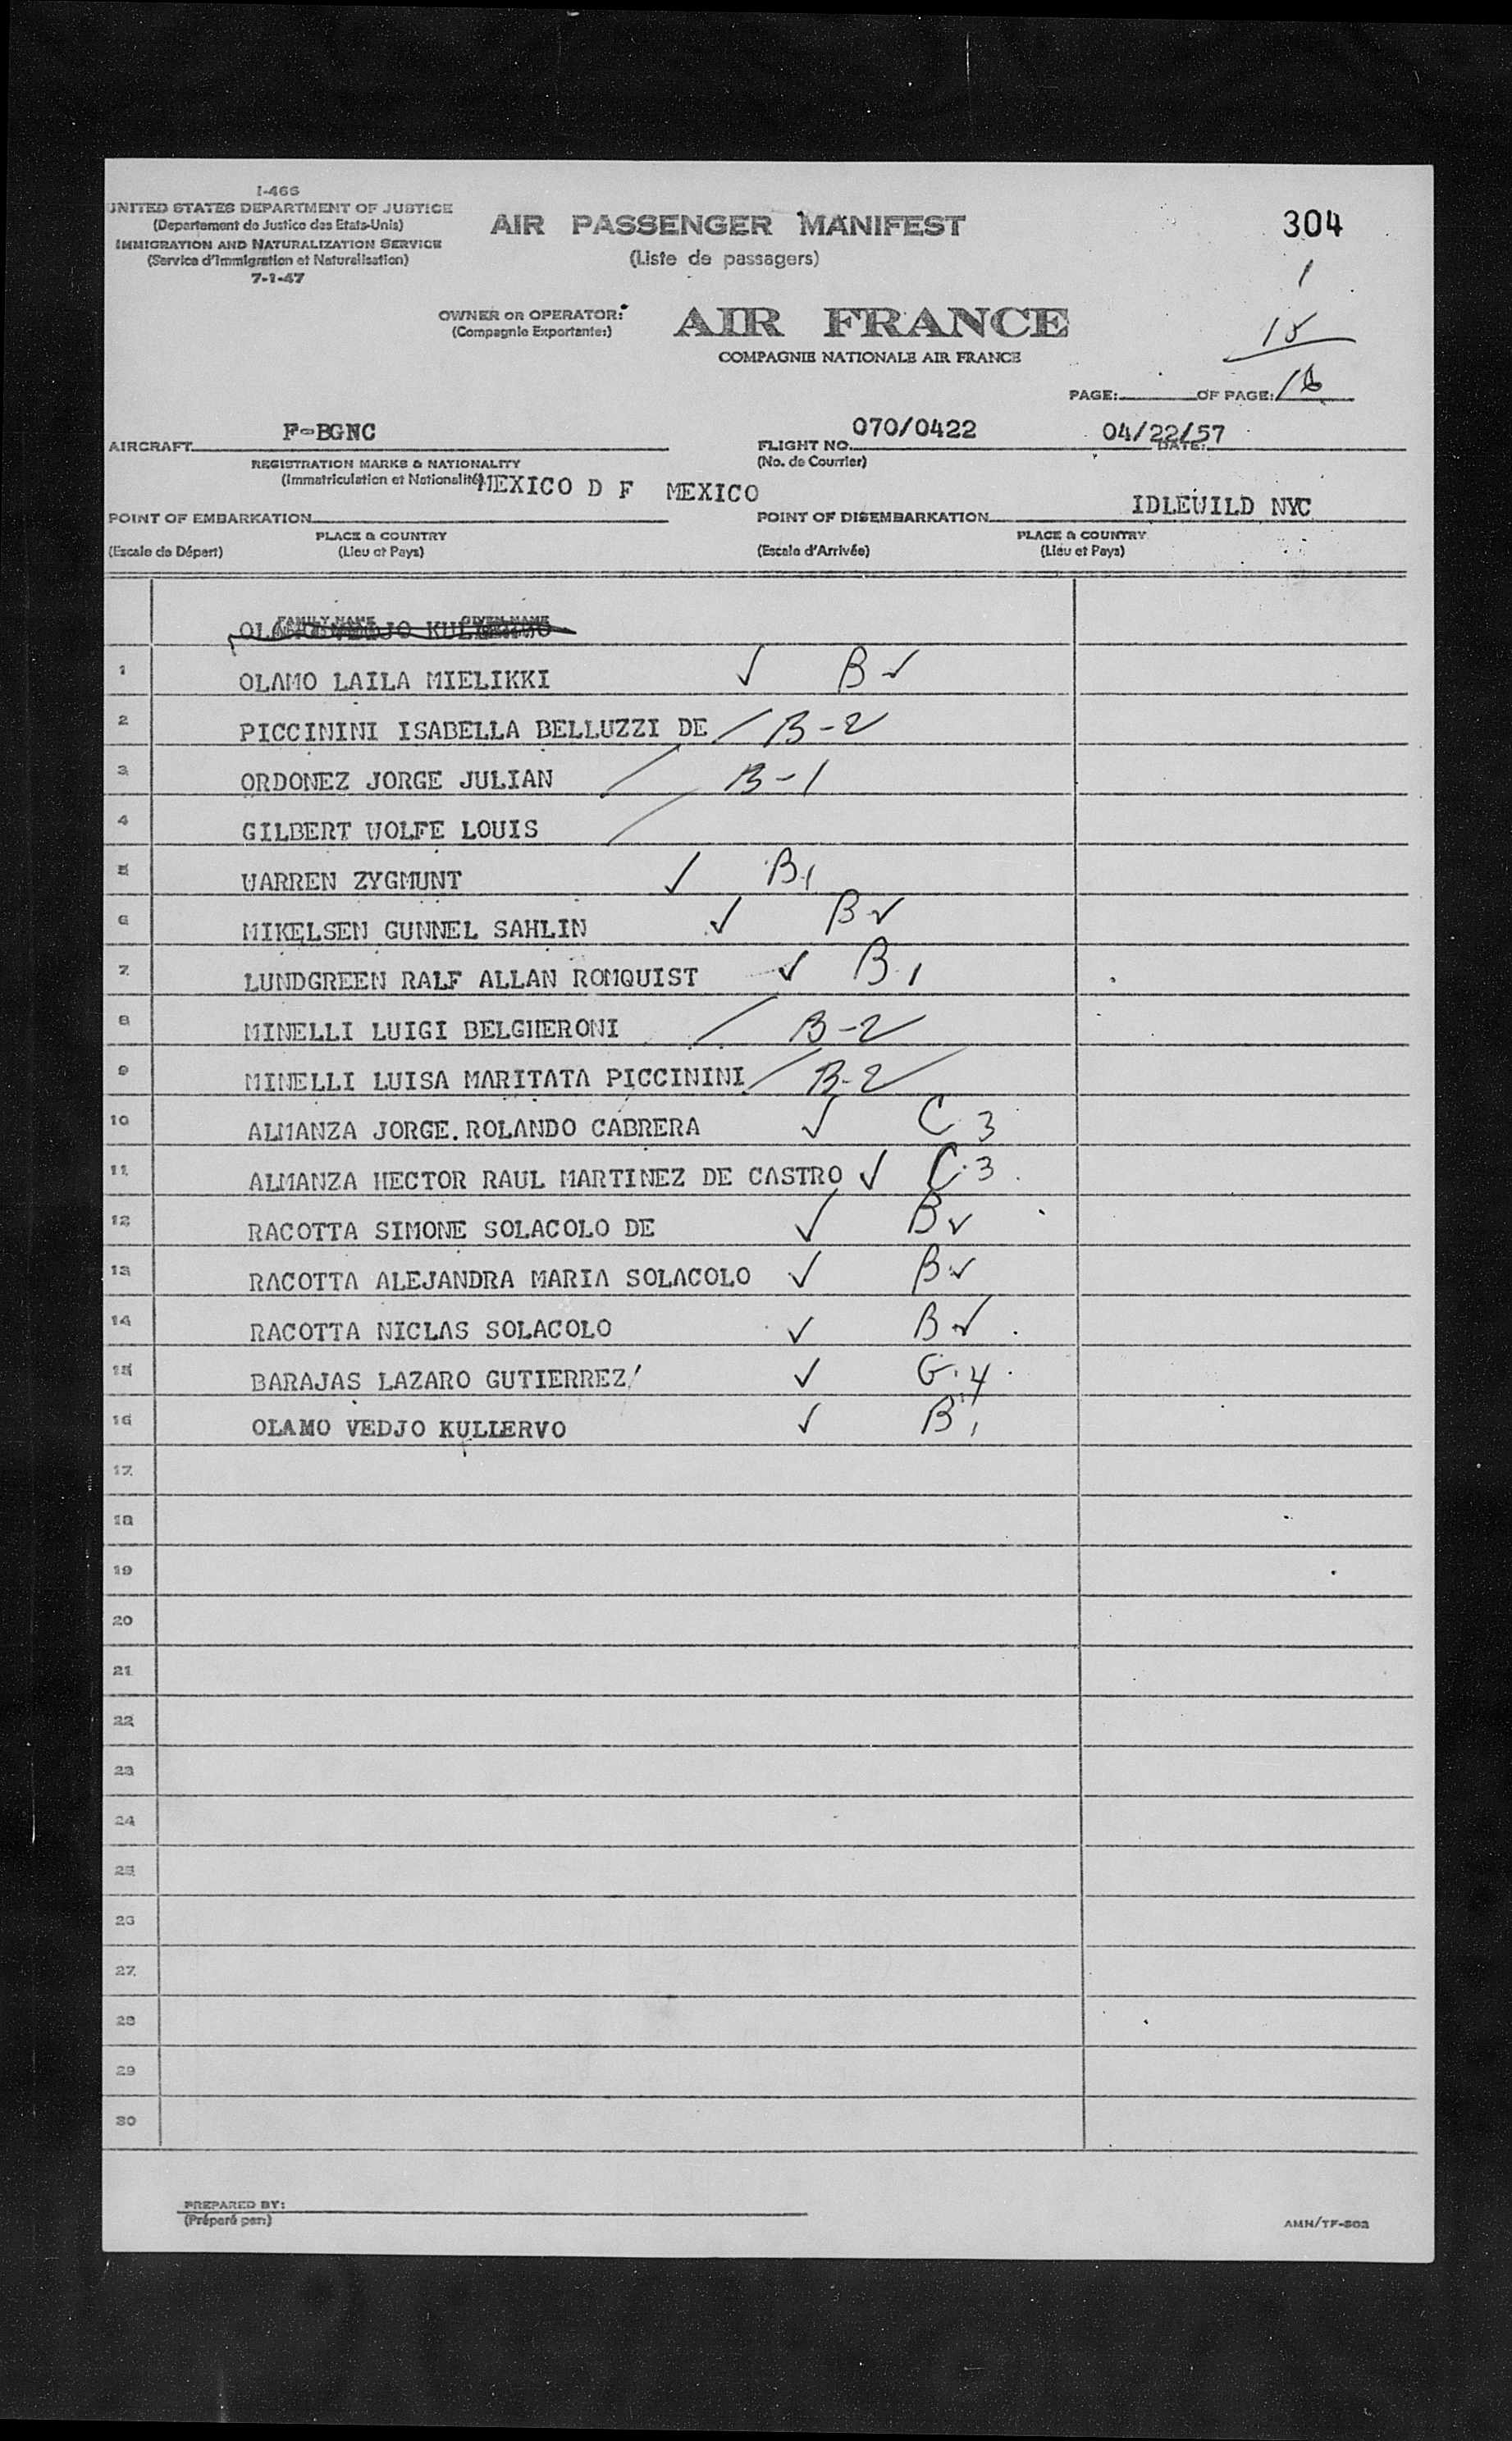 I-466
UNITED STATES DEPARTMENT OF JUSTICE
(Departement de Justice des Etats-Unis)
IMMIGRATION AND NATURALIZATION SERVICE
(Service d'Immigration et Naturalisation)
7-1-47
AIR PASSENGER MANIFEST
(Liste de passagers)
304
1
15
OWNER OR OPERATOR:
(Compagnie Exportante:)
AIR FRANCE
COMPAGNIE NATIONALE AIR FRANCE
PAGE: OF PAGE: 16
AIRCRAFT F-BGNC FLIGHT NO. 070/0422 04/22/57 DATE:
REGISTRATION MARKS & NATIONALITY (No. de Courrier)
(Immatriculation et Nationalité)
POINT OF EMBARKATION MEXICO D F MEXICO POINT OF DISEMBARKATION IDLEWILD NYC
PLACE & COUNTRY PLACE & COUNTRY
(Escale de Départ) (Lieu et Pays) (Escale d'Arrivée) (Lieu et Pays)
FAMILY NAME GIVEN NAME
OLAMO VEDJO KULLERVO
1 OLAMO LAILA MIELIKKI ✓ B ✓
2 PICCININI ISABELLA BELLUZZI DE / B-2
3 ORDONEZ JORGE JULIAN / B-1
4 GILBERT WOLFE LOUIS /
5 WARREN ZYGMUNT ✓ B1
6 MIKELSEN GUNNEL SAHLIN ✓ B ✓
7 LUNDGREEN RALF ALLAN ROMQUIST ✓ B1
8 MINELLI LUIGI BELGHERONI / B-2
9 MINELLI LUISA MARITATA PICCININI / B-2
10 ALMANZA JORGE.ROLANDO CABRERA ✓ C 3
11 ALMANZA HECTOR RAUL MARTINEZ DE CASTRO ✓ C-3
12 RACOTTA SIMONE SOLACOLO DE ✓ B ✓
13 RACOTTA ALEJANDRA MARIA SOLACOLO ✓ B ✓
14 RACOTTA NICLAS SOLACOLO ✓ B ✓
15 BARAJAS LAZARO GUTIERREZ ✓ G-4
16 OLAMO VEDJO KULLERVO ✓ B1
17
18
19
20
21
22
23
24
25
26
27
28
29
30
PREPARED BY:
(Préparé par:)
AMN/TF-502